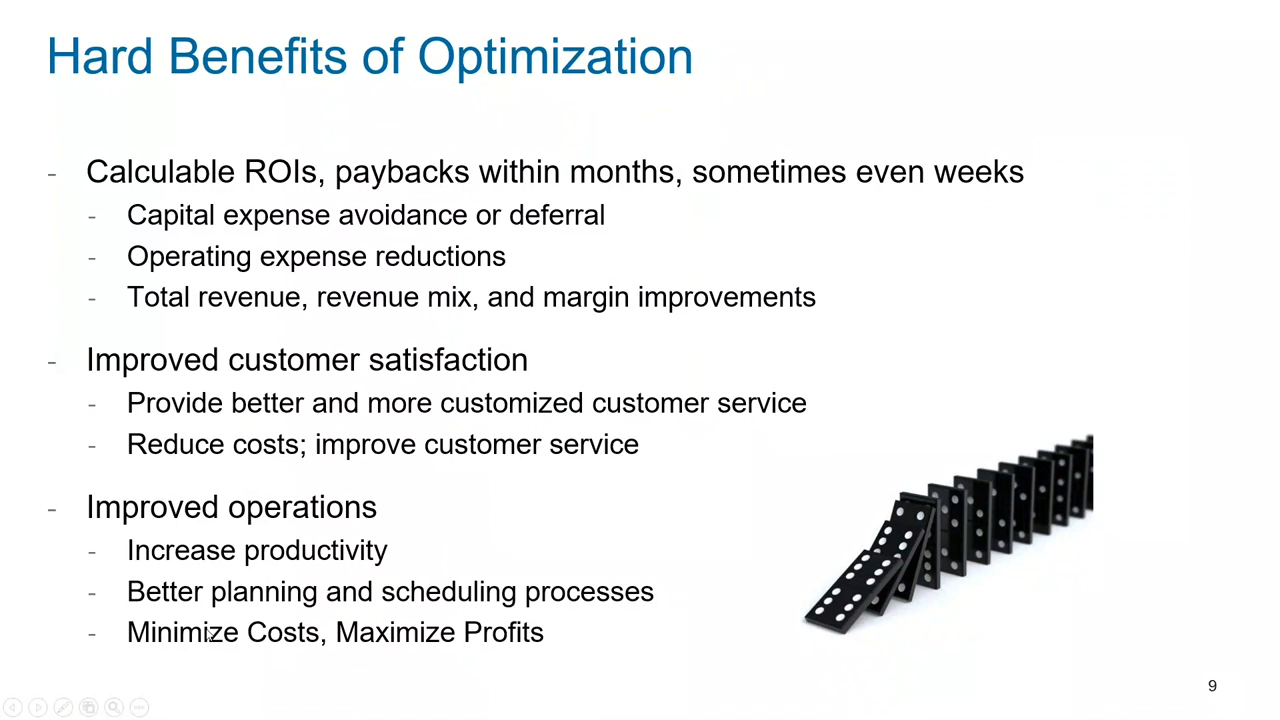 Hard Benefits of Optimization
- Calculable ROIs, paybacks within months, sometimes even weeks
- Capital expense avoidance or deferral
- Operating expense reductions
- Total revenue, revenue mix, and margin improvements
- Improved customer satisfaction
- Provide better and more customized customer service
- Reduce costs; improve customer service
- Improved operations
- Increase productivity
- Better planning and scheduling processes
- Minimize Costs, Maximize Profits
9